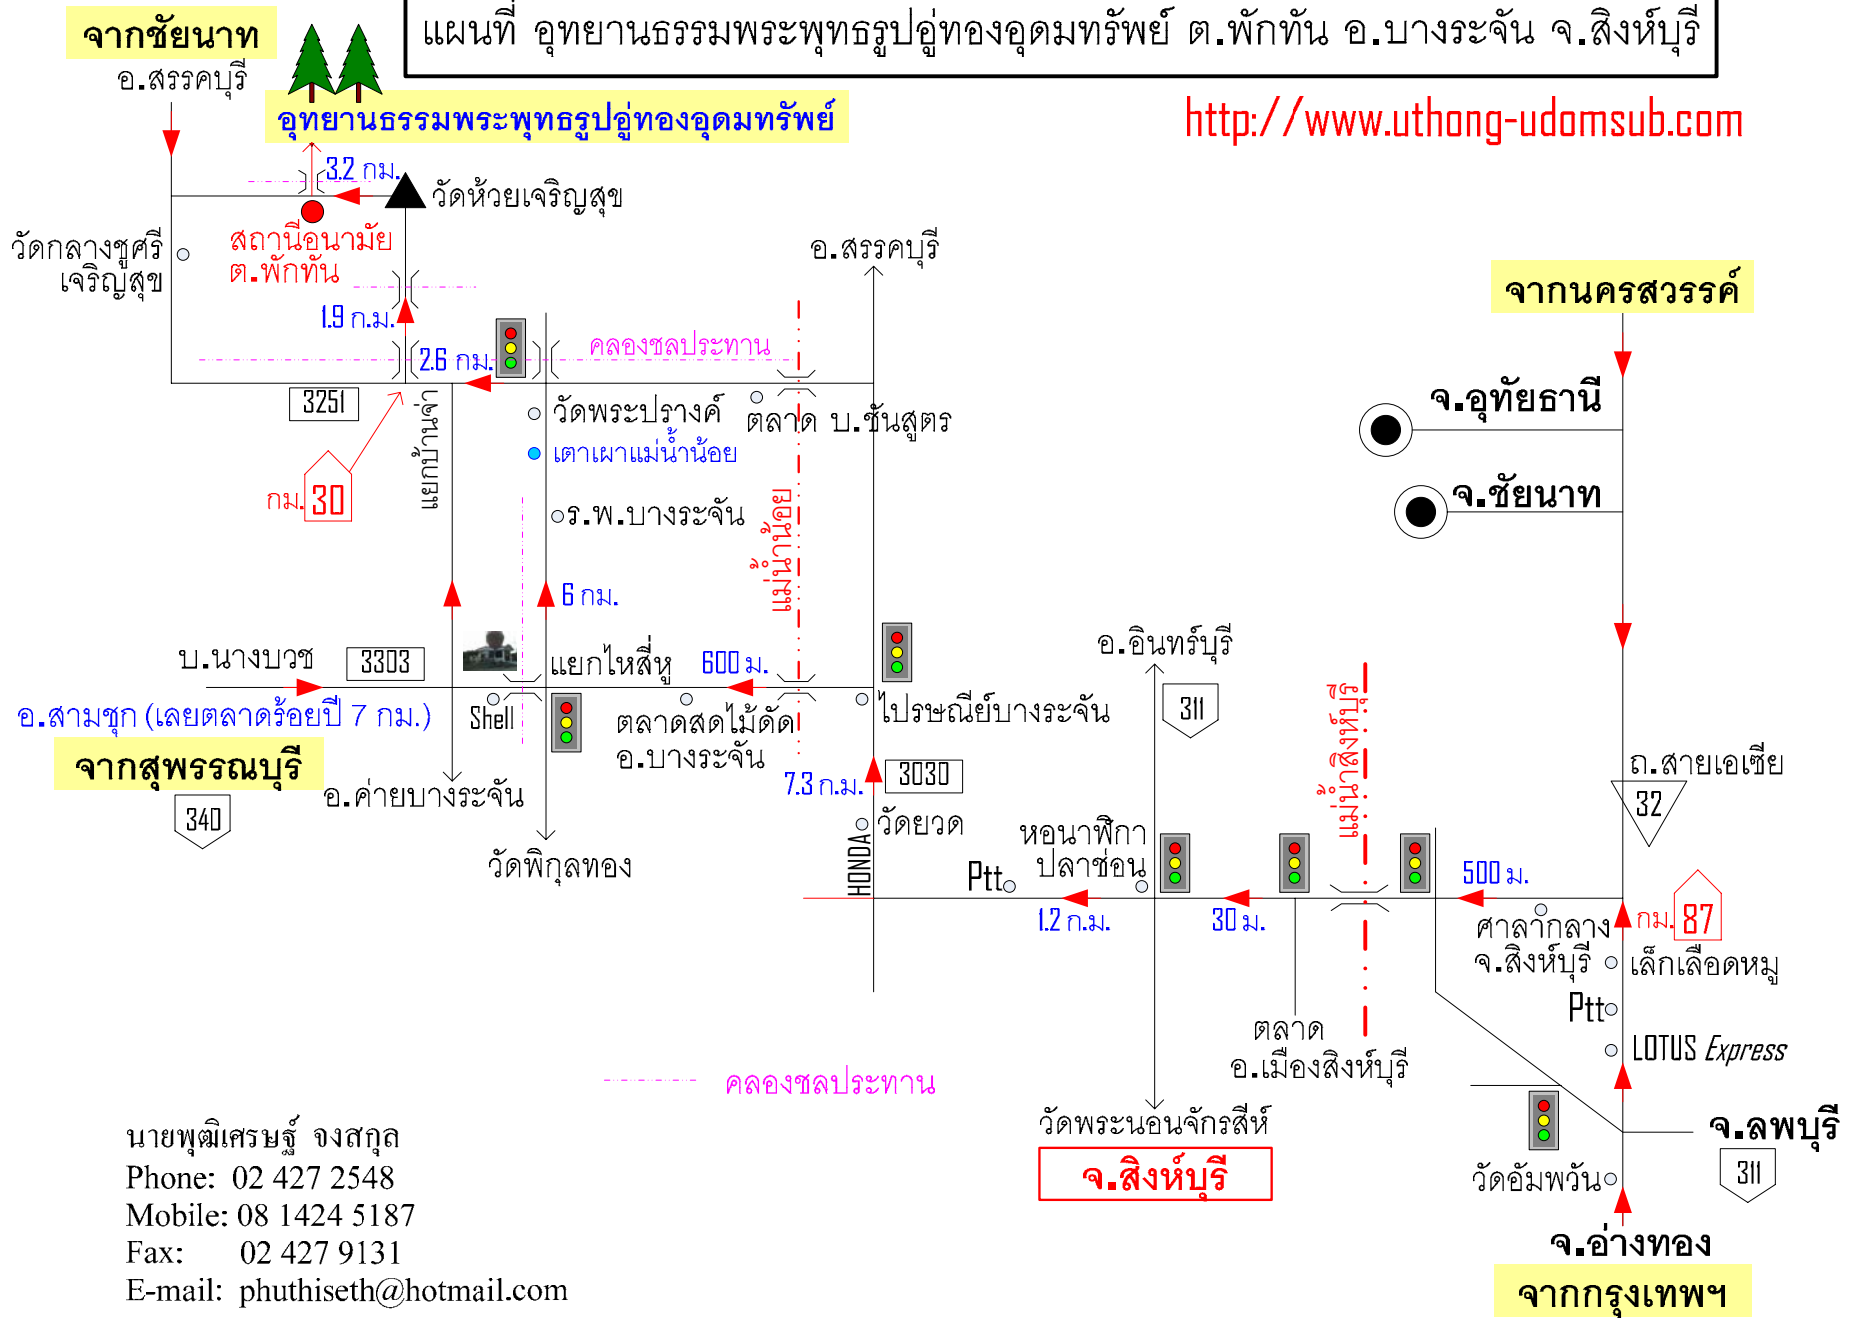 แผนที่ อุทยานธรรมพระพุทธรูปอู่ทองอุดมทรัพย์ ต.พักทัน อ.บางระจัน จ.สิงห์บุรี
http://www.uthong-udomsub.com
จากชัยนาท
อ.สรรคบุรี
อุทยานธรรมพระพุทธรูปอู่ทองอุดมทรัพย์
3.2 กม.
วัดห้วยเจริญสุข
สถานีอนามัย
ต.พักทัน
วัดกลางชูศรี
เจริญสุข
1.9 ก.ม.
2.6 กม.
คลองชลประทาน
อ.สรรคบุรี
จากนครสวรรค์
3251
แยกบ้านจ่า
กม. 30
วัดพระปรางค์
เตาเผาแม่น้ำน้อย
ตลาด บ.ชันสูตร
ร.พ.บางระจัน
แม่น้ำน้อย
จ.อุทัยธานี
จ.ชัยนาท
6 กม.
บ.นางบวช
3303
แยกไหสี่หู
600 ม.
อ.สามชุก (เลยตลาดร้อยปี 7 กม.)
Shell
ตลาดสดไม้ดัด
อ.บางระจัน
ไปรษณีย์บางระจัน
จากสุพรรณบุรี
340
อ.ค่ายบางระจัน
วัดพิกุลทอง
7.3 ก.ม.
3030
วัดยวด
HONDA
อ.อินทร์บุรี
311
แม่น้ำสิงห์บุรี
ถ.สายเอเซีย
32
หอนาฬิกา
ปลาช่อน
Ptt
1.2 ก.ม.
30 ม.
500 ม.
กม. 87
ศาลากลาง
จ.สิงห์บุรี
เล็กเลือดหมู
Ptt
LOTUS Express
ตลาด
อ.เมืองสิงห์บุรี
คลองชลประทาน
วัดพระนอนจักรสีห์
จ.สิงห์บุรี
จ.ลพบุรี
311
วัดอัมพวัน
จ.อ่างทอง
จากกรุงเทพฯ
นายพุฒิเศรษฐ์ จงสกุล
Phone: 02 427 2548
Mobile: 08 1424 5187
Fax: 02 427 9131
E-mail: phuthiseth@hotmail.com